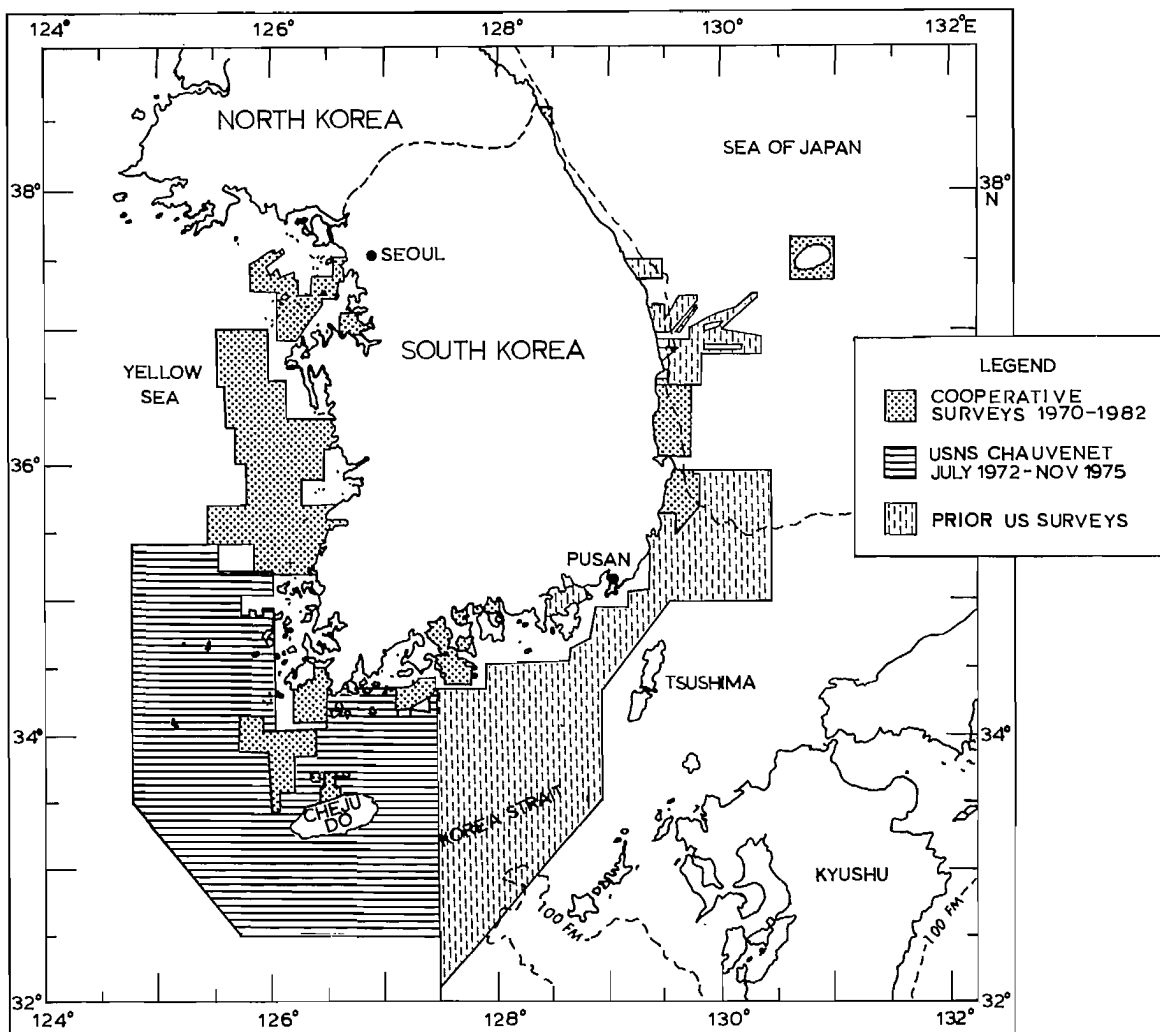 124° 126° 128° 130° 132°E
NORTH KOREA
SEA OF JAPAN
38° 38°
N
SEOUL
SOUTH KOREA
YELLOW
SEA
LEGEND
COOPERATIVE
SURVEYS 1970-1982
USNS CHAUVENET
JULY 1972-NOV 1975
PRIOR US SURVEYS
36°
PUSAN
TSUSHIMA
34° 34°
CHEJU
DO
KOREA STRAIT
KYUSHU
100 FM
100 FM
32° 32°
124° 126° 128° 130° 132°